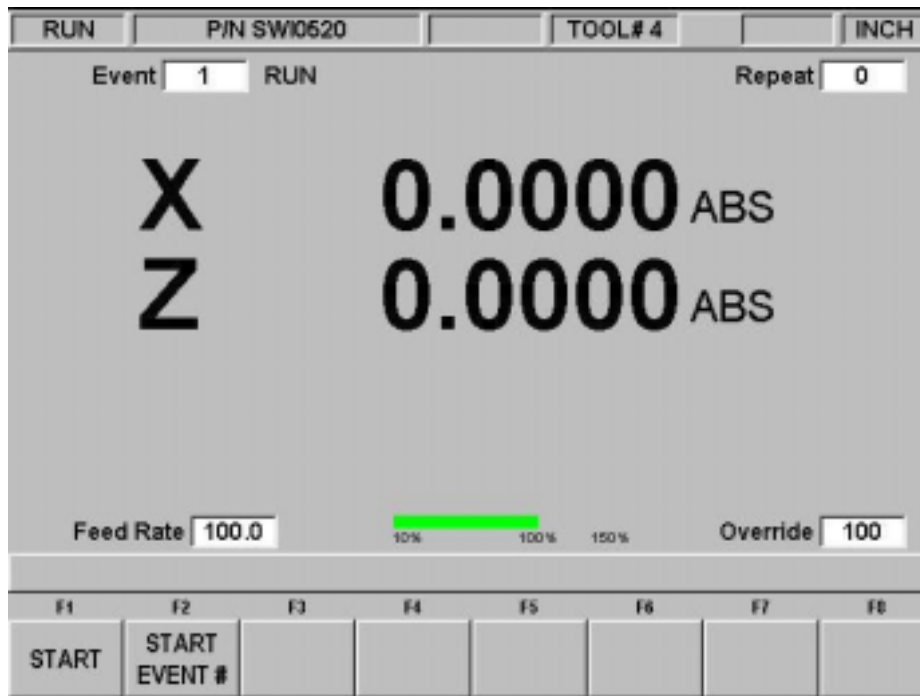 RUN P/N SWI0520 TOOL# 4 INCH
Event 1 RUN Repeat 0
X 0.0000 ABS
Z 0.0000 ABS
Feed Rate 100.0 10% 100% 150% Override 100
F1 F2 F3 F4 F5 F6 F7 F8
START START EVENT #